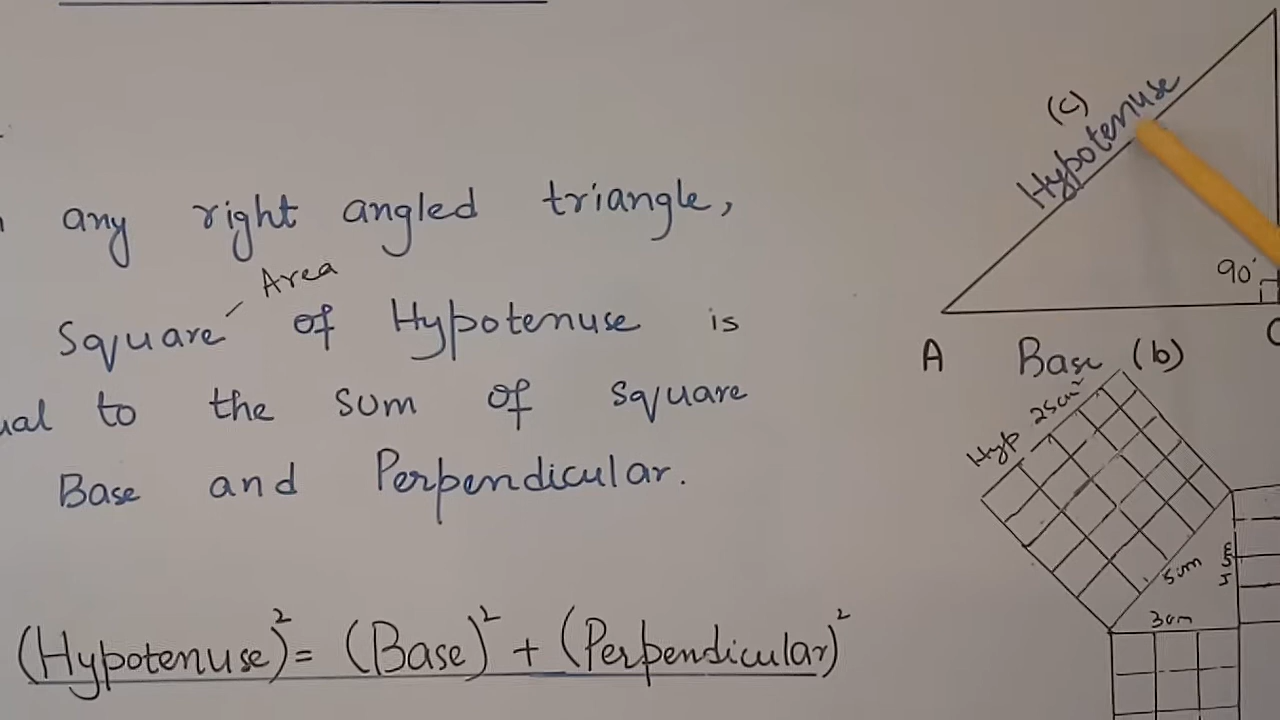 any right angled triangle,
Area
Square of Hypotenuse is
ual to the sum of square
Base and Perpendicular.
(Hypotenuse)² = (Base)² + (Perpendicular)²
(c)
Hypotenuse
90°
A
Base (b)
Hyp 25cm²
5cm
3cm